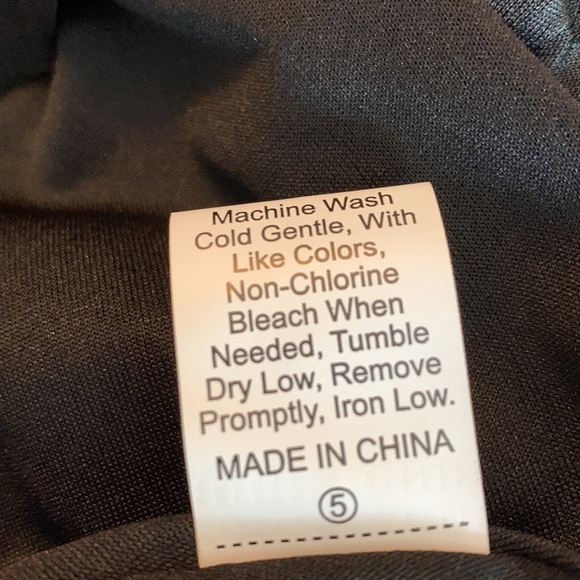 Machine Wash
Cold Gentle, With
Like Colors,
Non-Chlorine
Bleach When
Needed, Tumble
Dry Low, Remove
Promptly, Iron Low.
MADE IN CHINA
⑤